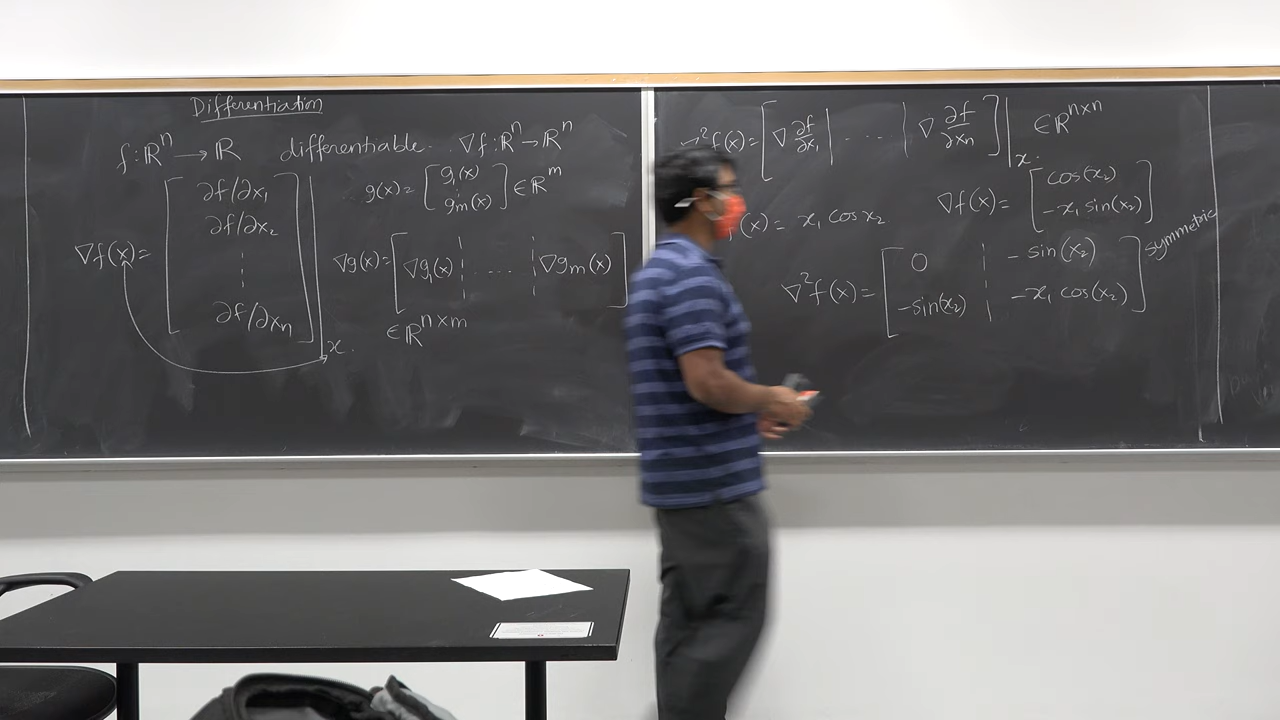 Differentiation
f: ℝⁿ → ℝ differentiable. ∇f: ℝⁿ → ℝⁿ
∇f(x) = [ ∂f/∂x₁
∂f/∂x₂
⋮
∂f/∂xₙ ] |ₓ.
g(x) = [ g₁(x)
⋮
gₘ(x) ] ∈ ℝᵐ
∇g(x) = [ ∇g₁(x) ¦ .... ¦ ∇gₘ(x) ]
∈ ℝⁿˣᵐ
²f(x) = [ ∇ ∂f/∂x₁ | ... | ∇ ∂f/∂xₙ ] |ₓ. ∈ ℝⁿˣⁿ
(x) = x₁ cos x₂
∇f(x) = [ cos(x₂)
-x₁ sin(x₂) ]
∇²f(x) = [ 0 ¦ - sin(x₂)
-sin(x₂) ¦ -x₁ cos(x₂) ] symmetric